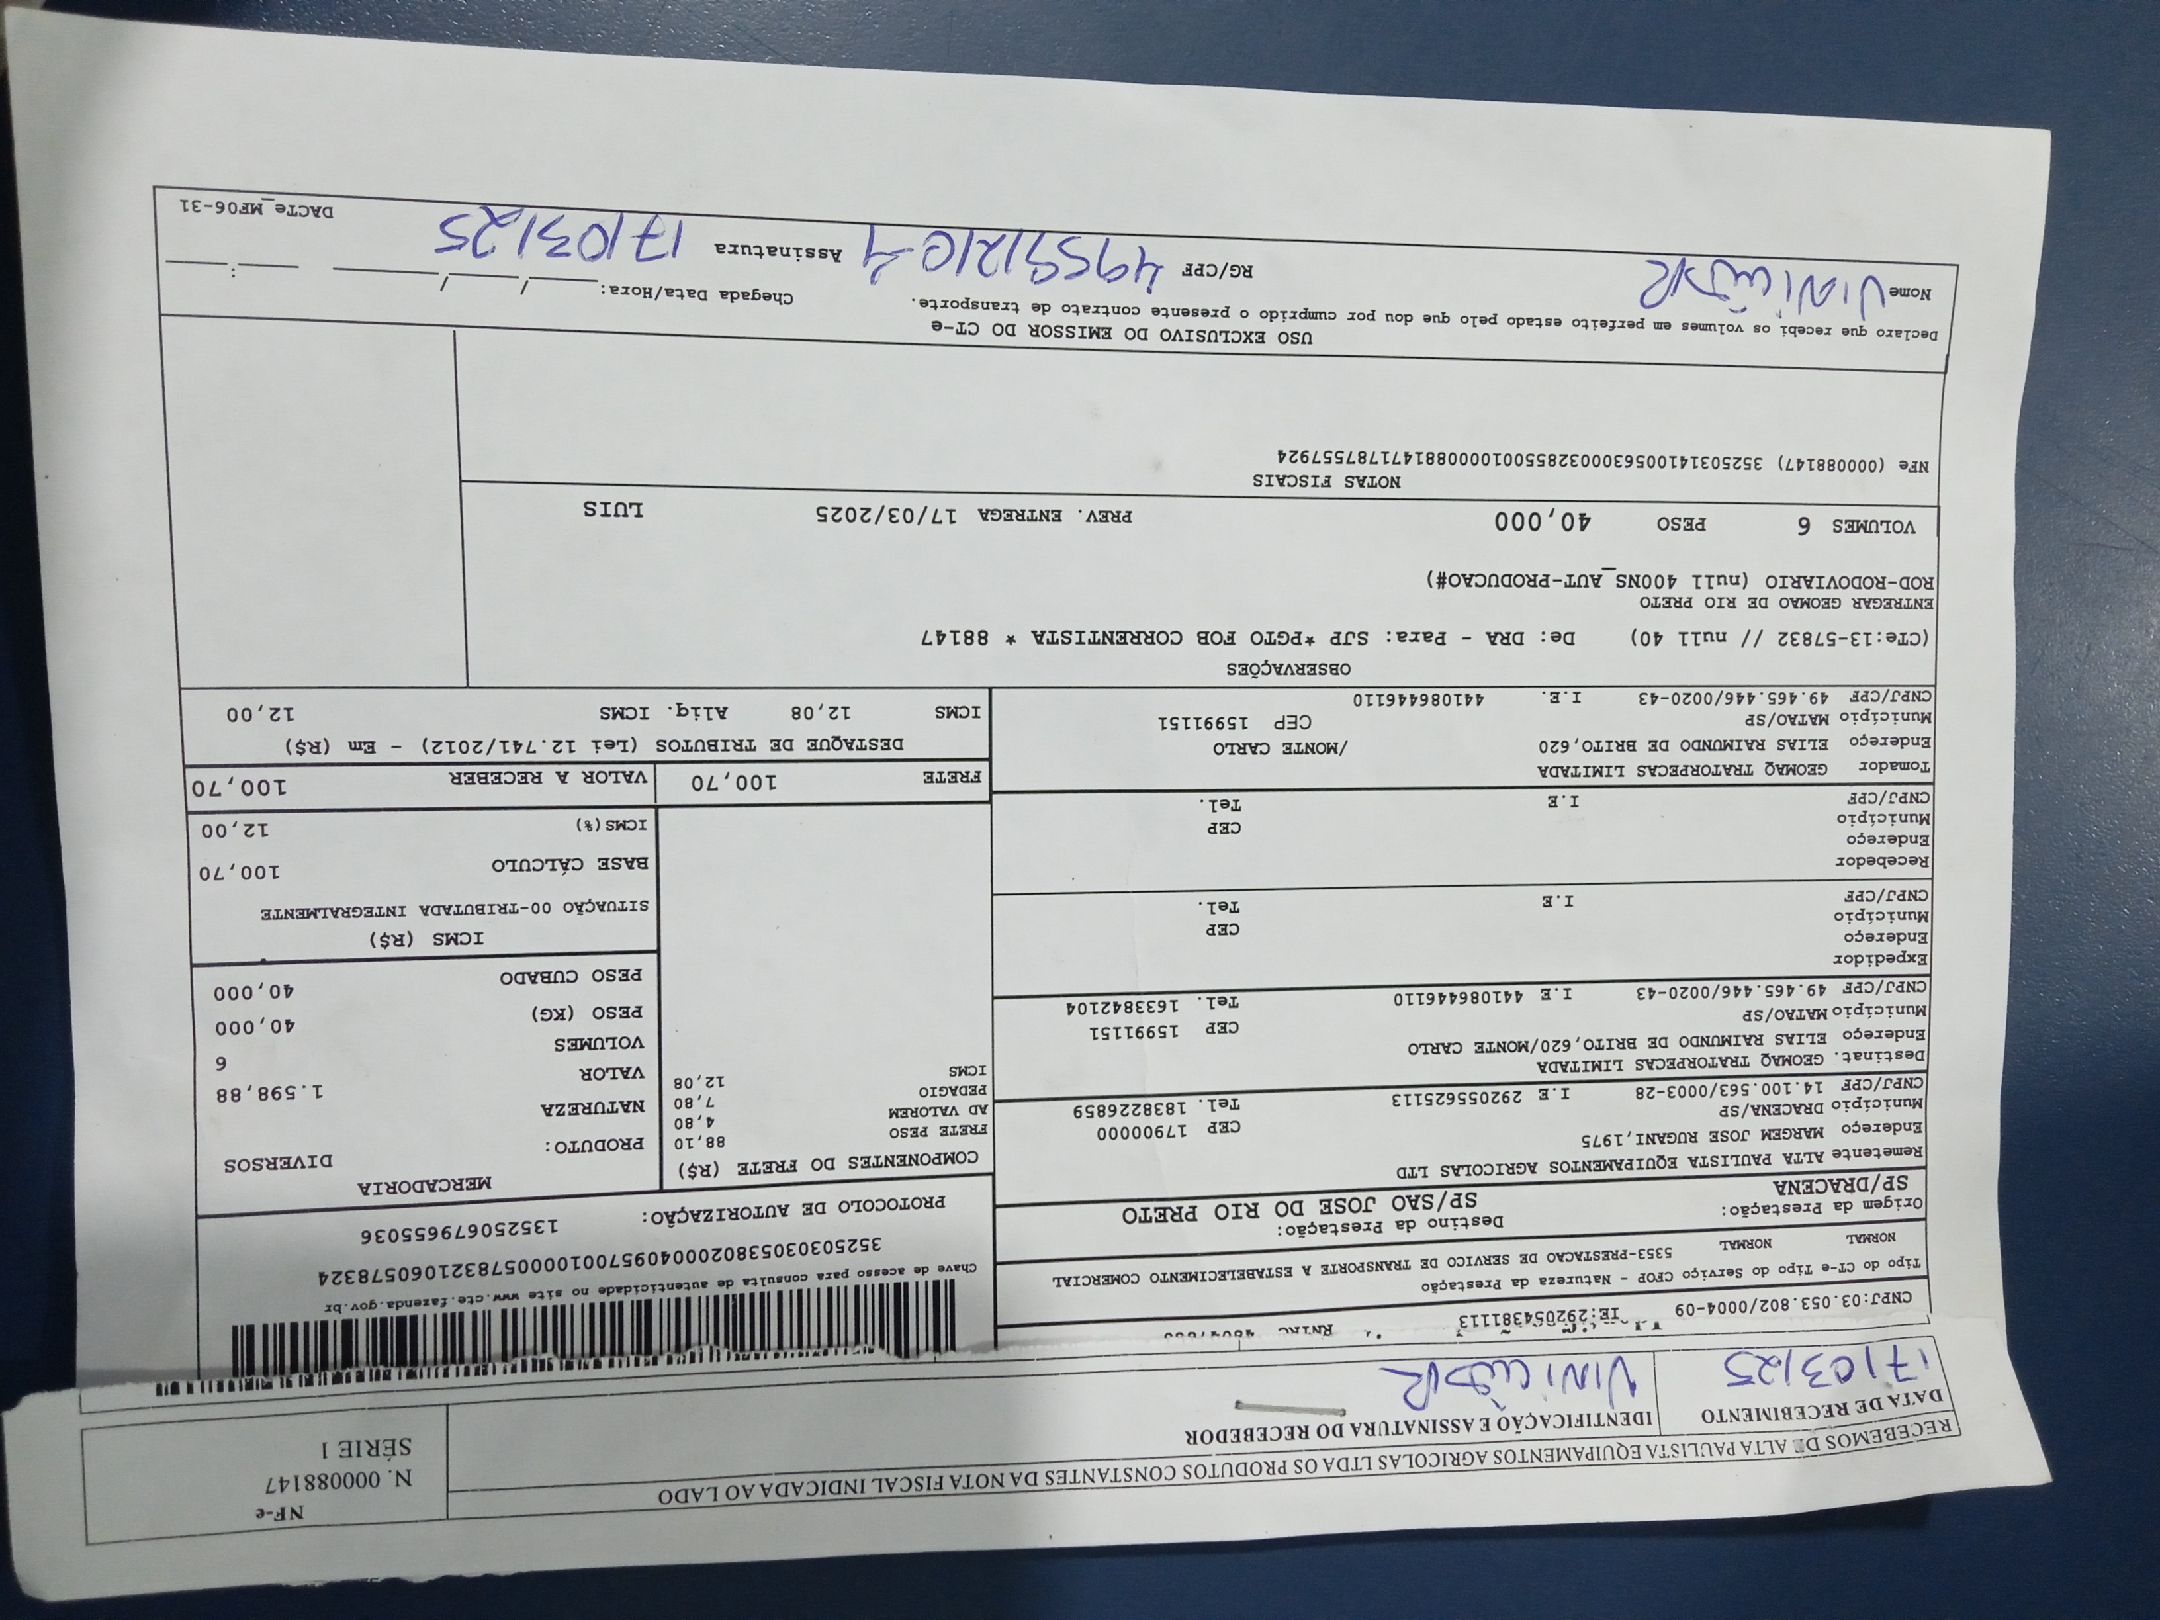 RECEBEMOS DE ALTA PAULISTA EQUIPAMENTOS AGRICOLAS LTDA OS PRODUTOS CONSTANTES DA NOTA FISCAL INDICADA AO LADO
DATA DE RECEBIMENTO
17/03/25
IDENTIFICAÇÃO E ASSINATURA DO RECEBEDOR
NF-e
N. 000088147
SÉRIE 1
CNPJ:03.053.802/0004-09 IE:292054381113 RNTRC
Tipo do CT-e Tipo do Serviço CFOP - Natureza da Prestação
NORMAL NORMAL 5353-PRESTACAO DE SERVICO DE TRANSPORTE A ESTABELECIMENTO COMERCIAL
Origem da Prestação: Destino da Prestação:
SP/DRACENA SP/SAO JOSE DO RIO PRETO
Chave de acesso para consulta de autenticidade no site www.cte.fazenda.gov.br
35250303053802000409570010000578321060578324
PROTOCOLO DE AUTORIZAÇÃO: 135250679655036
Remetente ALTA PAULISTA EQUIPAMENTOS AGRICOLAS LTD
Endereço MARGEM JOSE RUGANI,1975
Município DRACENA/SP CEP 17900000
CNPJ/CPF 14.100.563/0003-28 I.E 292055625113 Tel. 1838226859
Destinat. GEOMAQ TRATORPECAS LIMITADA
Endereço ELIAS RAIMUNDO DE BRITO,620/MONTE CARLO
Município MATAO/SP CEP 15991151
CNPJ/CPF 49.465.446/0020-43 I.E 441086446110 Tel. 1633842104
Expedidor
Endereço
Município CEP
CNPJ/CPF I.E Tel.
Recebedor
Endereço
Município CEP
CNPJ/CPF I.E Tel.
Tomador GEOMAQ TRATORPECAS LIMITADA
Endereço ELIAS RAIMUNDO DE BRITO,620 /MONTE CARLO
Município MATAO/SP CEP 15991151
CNPJ/CPF 49.465.446/0020-43 I.E. 441086446110
COMPONENTES DO FRETE (R$)
FRETE PESO 88,10
AD VALOREM 4,80
PEDAGIO 7,80
ICMS 12,08
MERCADORIA
PRODUTO: DIVERSOS
NATUREZA
VALOR 1.598,88
VOLUMES 6
PESO (KG) 40,000
PESO CUBADO 40,000
ICMS (R$)
SITUAÇÃO 00-TRIBUTADA INTEGRALMENTE
BASE CÁLCULO 100,70
ICMS(%) 12,00
FRETE 100,70 VALOR A RECEBER 100,70
DESTAQUE DE TRIBUTOS (Lei 12.741/2012) - Em (R$)
ICMS 12,08 Aliq. ICMS 12,00
OBSERVAÇÕES
(CTe:13-57832 // null 40) De: DRA - Para: SJP *PGTO FOB CORRENTISTA * 88147
ENTREGAR GEOMAO DE RIO PRETO
ROD-RODOVIARIO (null 400NS_AUT-PRODUCAO#)
VOLUMES 6 PESO 40,000 PREV. ENTREGA 17/03/2025 LUIS
NOTAS FISCAIS
NFe (00088147) 35250314100563000328550010000881471787557924
USO EXCLUSIVO DO EMISSOR DO CT-e
Declaro que recebi os volumes em perfeito estado pelo que dou por cumprido o presente contrato de transporte.
Chegada Data/Hora: ___/___/___ ___:___
Nome RG/CPF Assinatura 17/03/25
DACTe_MF06-31